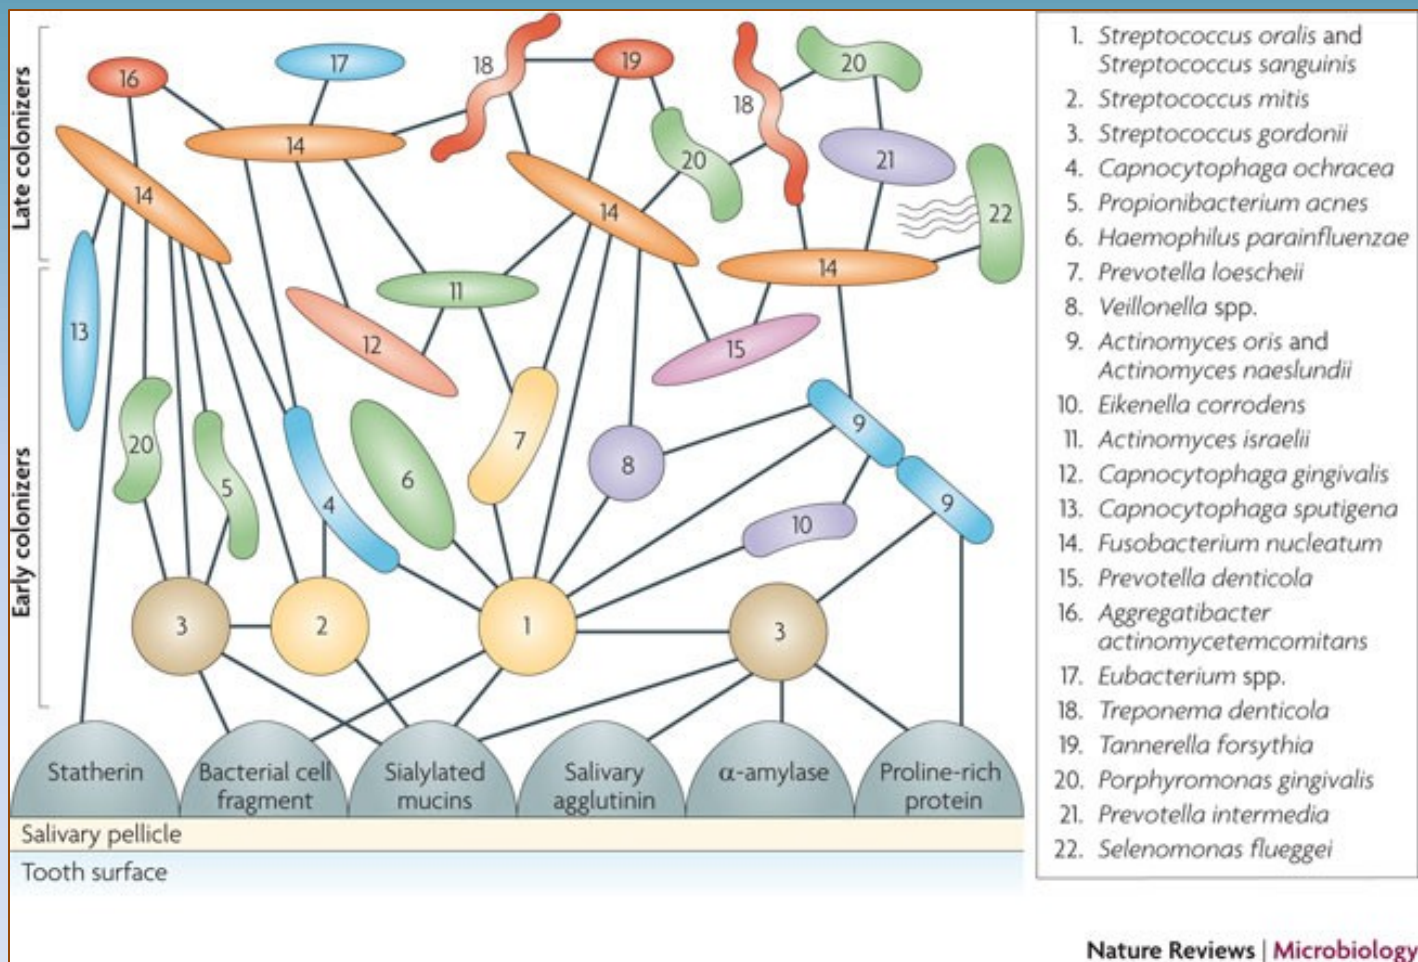 Late colonizers
Early colonizers
16
17
18
19
20
18
20
14
14
14
21
22
14
13
11
12
15
20
5
4
6
7
8
9
9
10
3
2
1
3
Statherin
Bacterial cell
fragment
Sialylated
mucins
Salivary
agglutinin
α-amylase
Proline-rich
protein
Salivary pellicle
Tooth surface
1. Streptococcus oralis and
Streptococcus sanguinis
2. Streptococcus mitis
3. Streptococcus gordonii
4. Capnocytophaga ochracea
5. Propionibacterium acnes
6. Haemophilus parainfluenzae
7. Prevotella loescheii
8. Veillonella spp.
9. Actinomyces oris and
Actinomyces naeslundii
10. Eikenella corrodens
11. Actinomyces israelii
12. Capnocytophaga gingivalis
13. Capnocytophaga sputigena
14. Fusobacterium nucleatum
15. Prevotella denticola
16. Aggregatibacter
actinomycetemcomitans
17. Eubacterium spp.
18. Treponema denticola
19. Tannerella forsythia
20. Porphyromonas gingivalis
21. Prevotella intermedia
22. Selenomonas flueggei
Nature Reviews | Microbiology